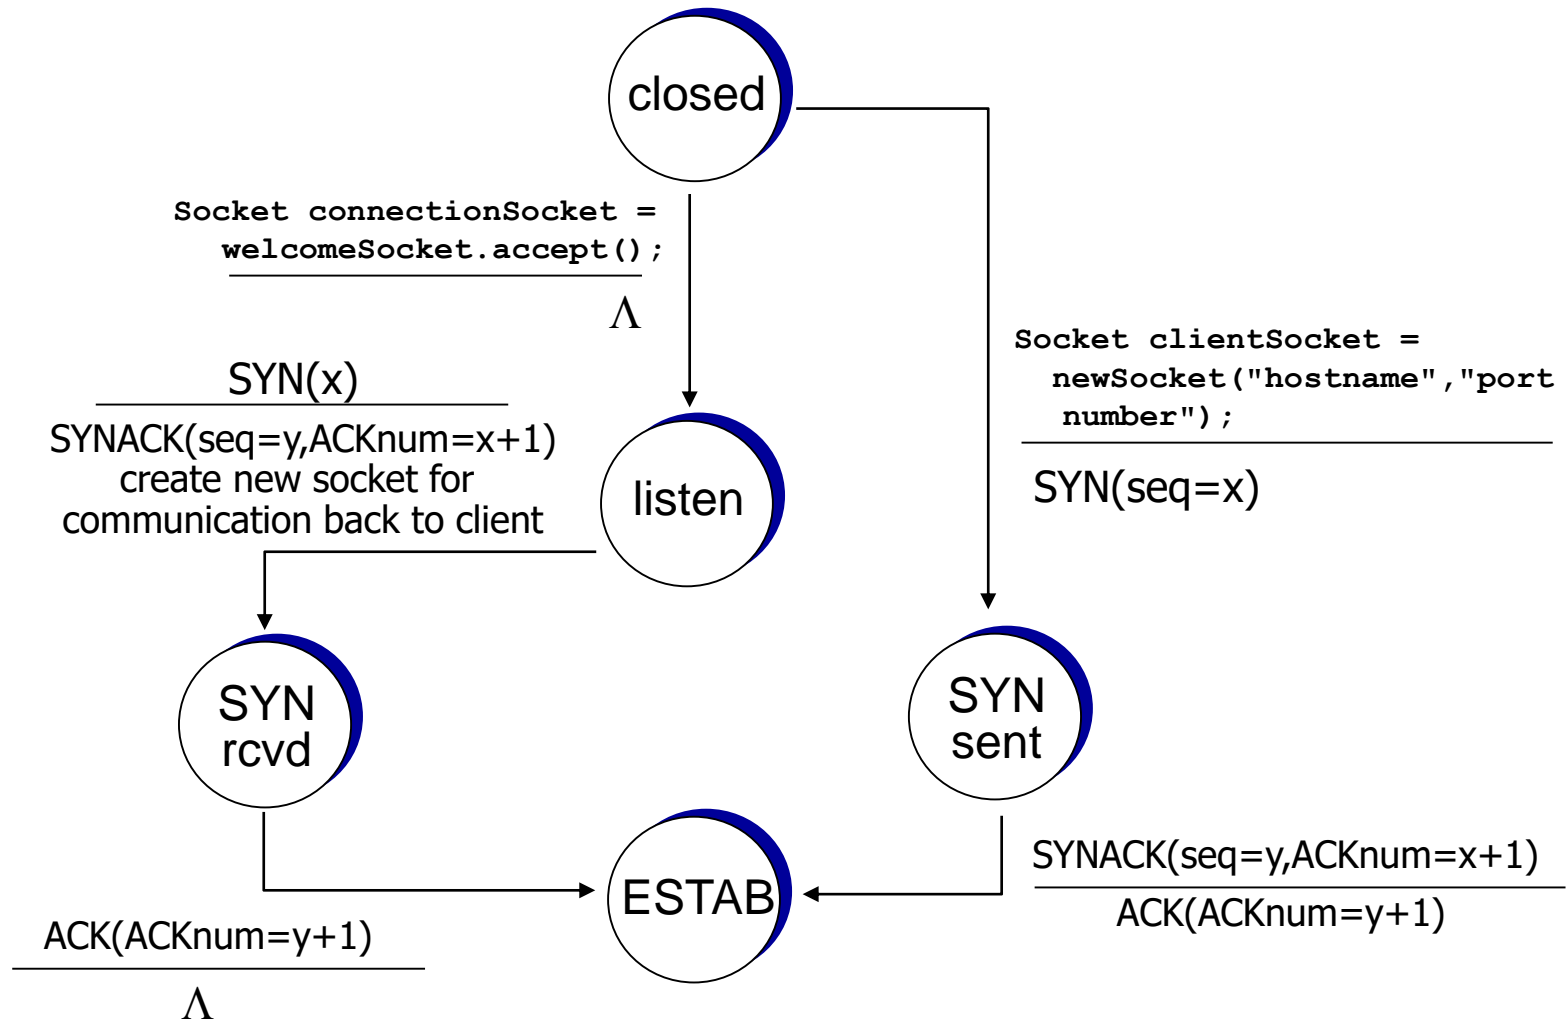 closed
Socket connectionSocket =
welcomeSocket.accept();
Λ
Socket clientSocket =
newSocket("hostname","port
number");
SYN(seq=x)
SYN(x)
SYNACK(seq=y,ACKnum=x+1)
create new socket for
communication back to client
listen
SYN
rcvd
SYN
sent
ESTAB
SYNACK(seq=y,ACKnum=x+1)
ACK(ACKnum=y+1)
ACK(ACKnum=y+1)
Λ